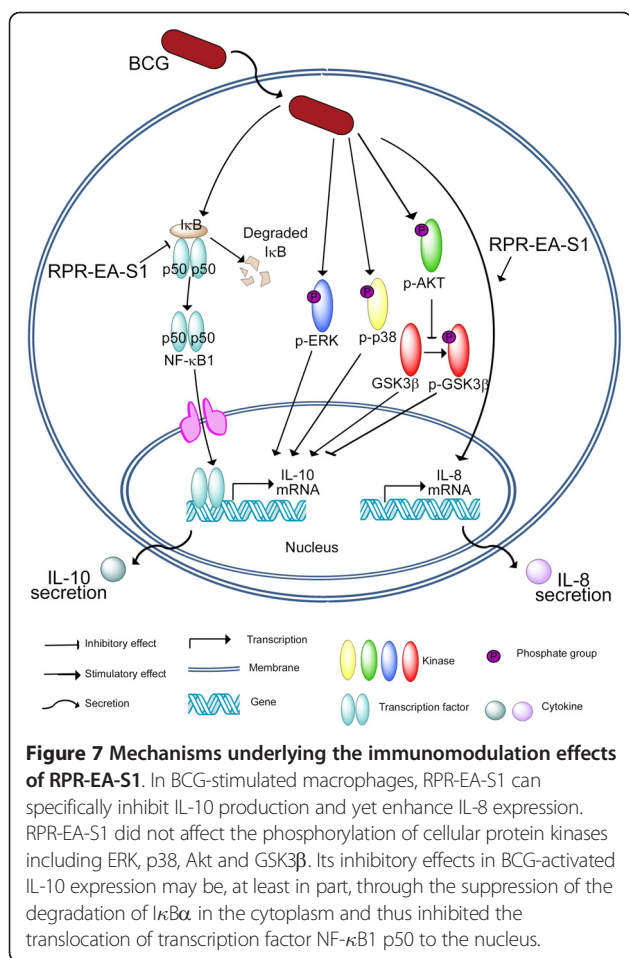 BCG
IκB
p50 p50
Degraded
IκB
RPR-EA-S1
RPR-EA-S1
p-AKT
p50 p50
NF-κB1
P
p-ERK
P
p-p38
P
P
GSK3β
p-GSK3β
IL-10
mRNA
IL-8
mRNA
Nucleus
IL-10
secretion
IL-8
secretion
Inhibitory effect
Transcription
Kinase
P
Phosphate group
Stimulatory effect
Membrane
Secretion
Gene
Transcription factor
Cytokine
Figure 7 Mechanisms underlying the immunomodulation effects
of RPR-EA-S1. In BCG-stimulated macrophages, RPR-EA-S1 can
specifically inhibit IL-10 production and yet enhance IL-8 expression.
RPR-EA-S1 did not affect the phosphorylation of cellular protein kinases
including ERK, p38, Akt and GSK3β. Its inhibitory effects in BCG-activated
IL-10 expression may be, at least in part, through the suppression of the
degradation of IκBα in the cytoplasm and thus inhibited the
translocation of transcription factor NF-κB1 p50 to the nucleus.